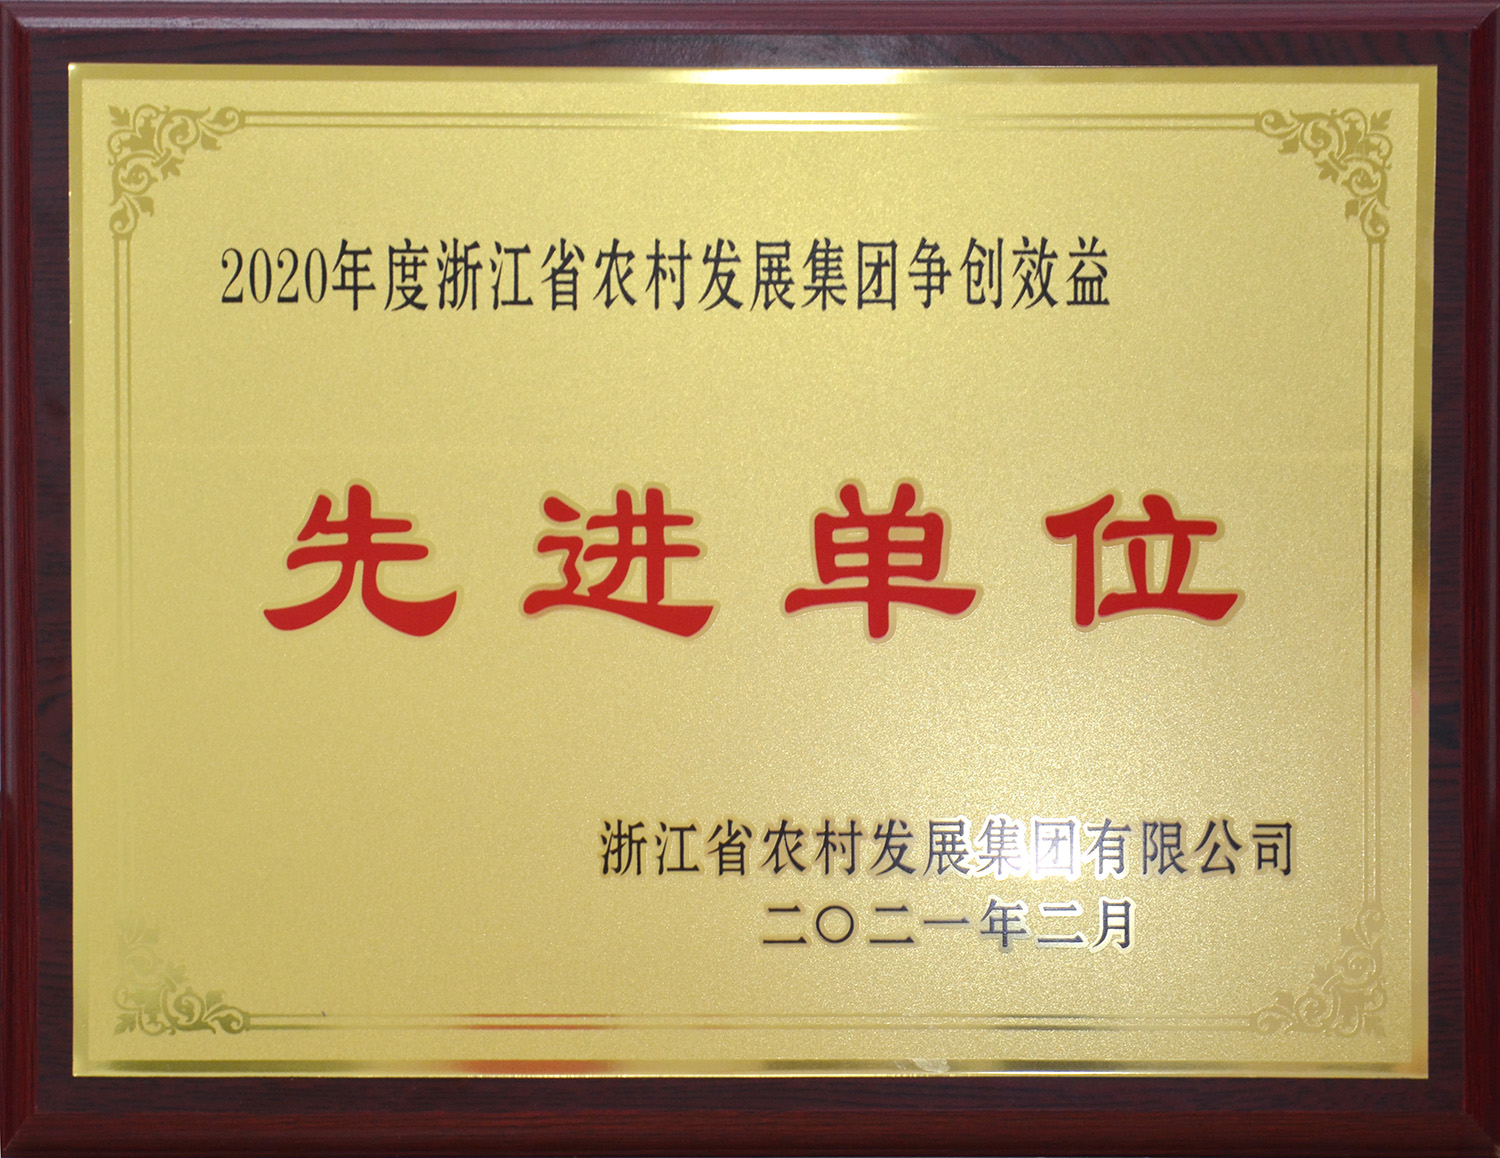 2020年度浙江省农村发展集团争创效益
先进单位
浙江省农村发展集团有限公司
二〇二一年二月